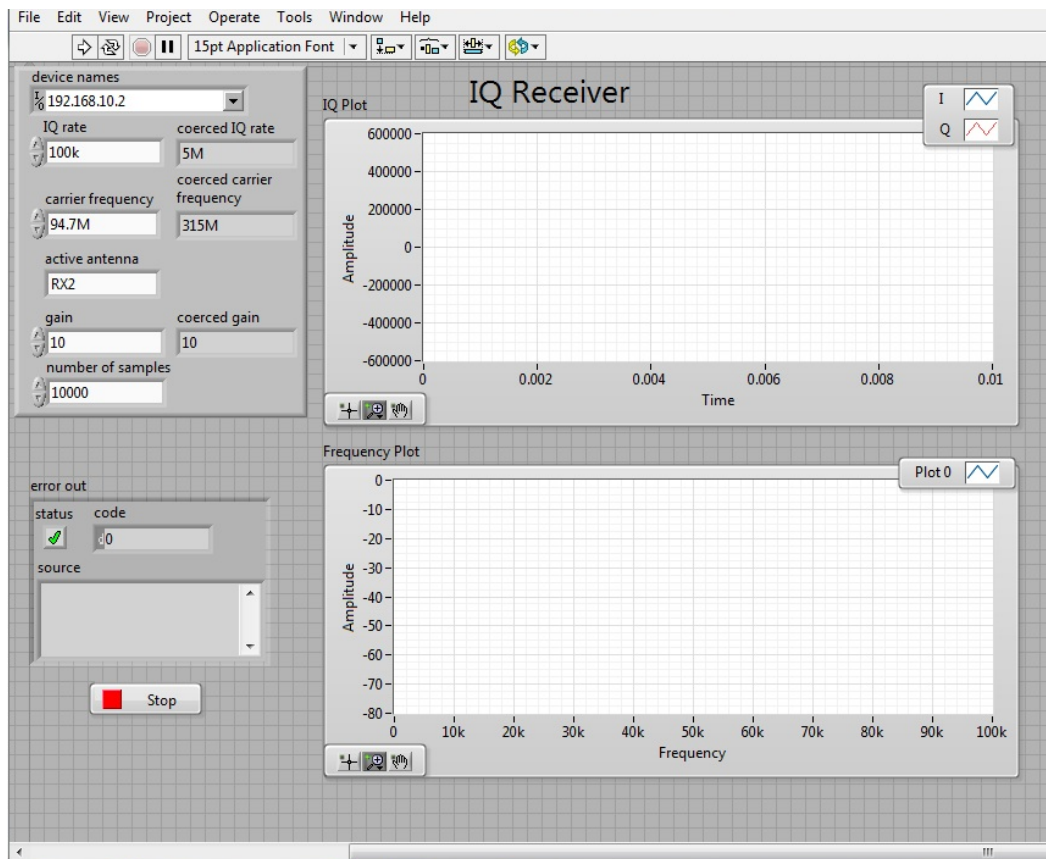 File Edit View Project Operate Tools Window Help
15pt Application Font
device names
192.168.10.2
IQ rate
coerced IQ rate
100k
5M
carrier frequency
coerced carrier
frequency
94.7M
315M
active antenna
RX2
gain
coerced gain
10
10
number of samples
10000
error out
status
code
0
source
Stop
IQ Receiver
IQ Plot
I
Q
600000
400000
200000
0
-200000
-400000
-600000
Amplitude
0 0.002 0.004 0.006 0.008 0.01
Time
Frequency Plot
Plot 0
0
-10
-20
-30
-40
-50
-60
-70
-80
Amplitude
0 10k 20k 30k 40k 50k 60k 70k 80k 90k 100k
Frequency